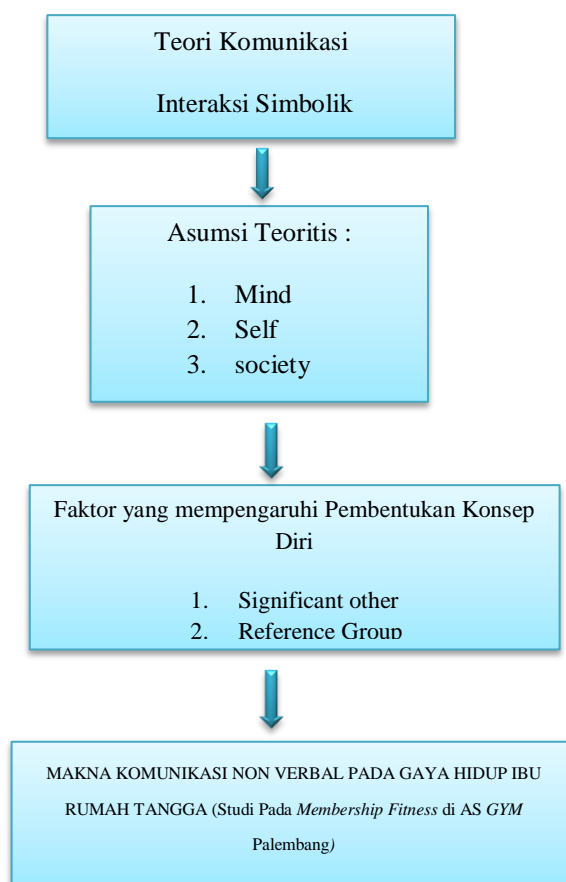 Teori Komunikasi
Interaksi Simbolik
Asumsi Teoritis :
1. Mind
2. Self
3. society
Faktor yang mempengaruhi Pembentukan Konsep
Diri
1. Significant other
2. Reference Group
MAKNA KOMUNIKASI NON VERBAL PADA GAYA HIDUP IBU
RUMAH TANGGA (Studi Pada Membership Fitness di AS GYM
Palembang)